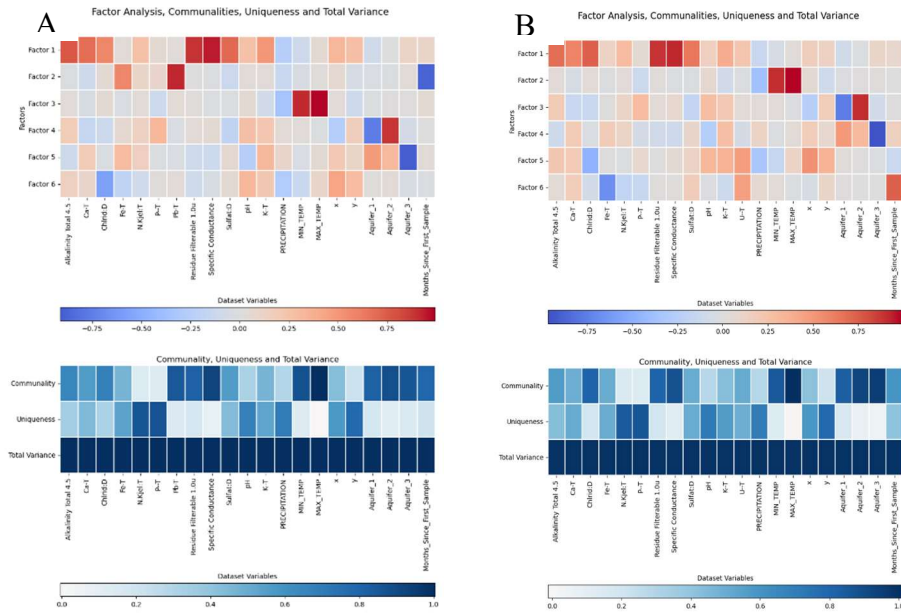 A
Factor Analysis, Communalities, Uniqueness and Total Variance
Factors
Factor 1
Factor 2
Factor 3
Factor 4
Factor 5
Factor 6
Alkalinity Total 4.5
Ca-T
Chlrid:D
Fe-T
N.Kjel:T
P--T
Pb-T
Residue Filterable 1.0u
Specific Conductance
Sulfat:D
pH
K-T
PRECIPITATION
MIN_TEMP
MAX_TEMP
x
y
Aquifer_1
Aquifer_2
Aquifer_3
Months_Since_First_Sample
Dataset Variables
−0.75 −0.50 −0.25 0.00 0.25 0.50 0.75
Communality, Uniqueness and Total Variance
Communality
Uniqueness
Total Variance
Alkalinity Total 4.5
Ca-T
Chlrid:D
Fe-T
N.Kjel:T
P--T
Pb-T
Residue Filterable 1.0u
Specific Conductance
Sulfat:D
pH
K-T
PRECIPITATION
MIN_TEMP
MAX_TEMP
x
y
Aquifer_1
Aquifer_2
Aquifer_3
Months_Since_First_Sample
Dataset Variables
0.0 0.2 0.4 0.6 0.8 1.0
B
Factor Analysis, Communalities, Uniqueness and Total Variance
Factor 1
Factor 2
Factor 3
Factor 4
Factor 5
Factor 6
Alkalinity Total 4.5
Ca-T
Chlrid:D
Fe-T
N.Kjel:T
P--T
Residue Filterable 1.0u
Specific Conductance
Sulfat:D
pH
K-T
U--T
PRECIPITATION
MIN_TEMP
MAX_TEMP
x
y
Aquifer_1
Aquifer_2
Aquifer_3
Months_Since_First_Sample
Dataset Variables
−0.75 −0.50 −0.25 0.00 0.25 0.50 0.75
Communality, Uniqueness and Total Variance
Communality
Uniqueness
Total Variance
Alkalinity Total 4.5
Ca-T
Chlrid:D
Fe-T
N.Kjel:T
P--T
Residue Filterable 1.0u
Specific Conductance
Sulfat:D
pH
K-T
U--T
PRECIPITATION
MIN_TEMP
MAX_TEMP
x
y
Aquifer_1
Aquifer_2
Aquifer_3
Months_Since_First_Sample
Dataset Variables
0.0 0.2 0.4 0.6 0.8 1.0